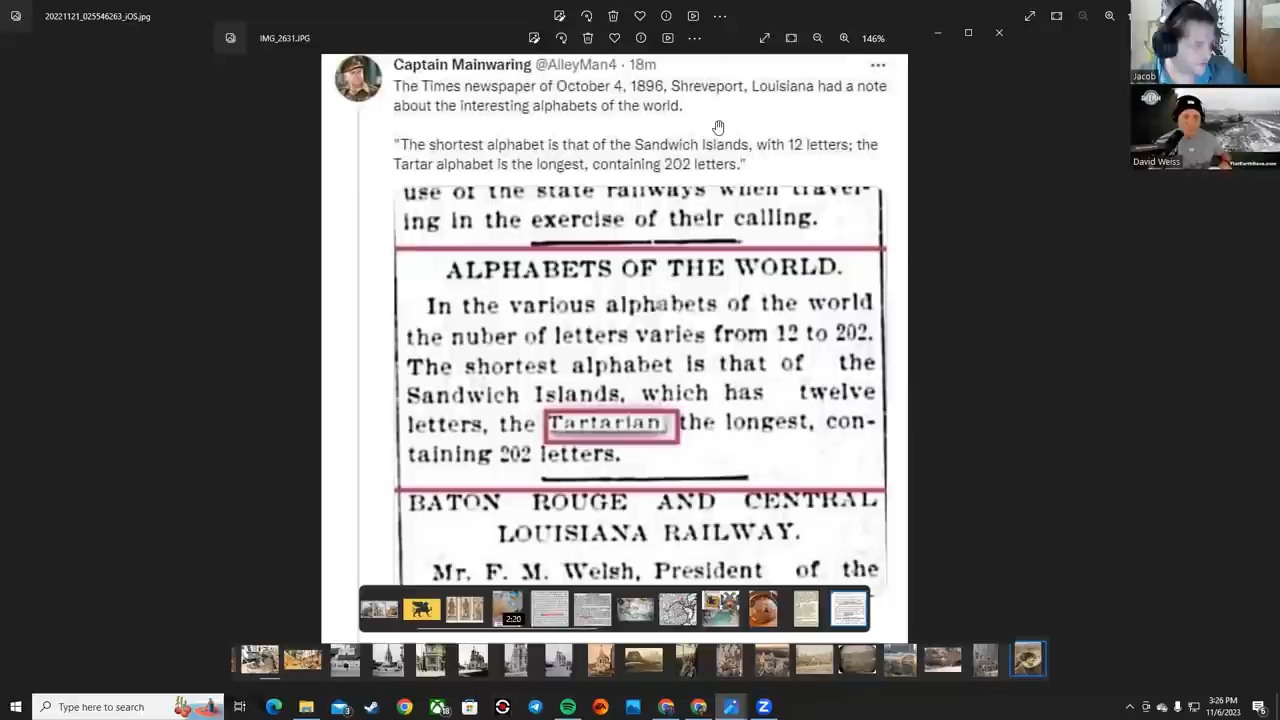 20221121_025546263_iOS.jpg
IMG_2631.JPG
146%
Captain Mainwaring @AlleyMan4 · 18m
The Times newspaper of October 4, 1896, Shreveport, Louisiana had a note
about the interesting alphabets of the world.
"The shortest alphabet is that of the Sandwich Islands, with 12 letters; the
Tartar alphabet is the longest, containing 202 letters."
use of the state railways when travel-
ing in the exercise of their calling.
ALPHABETS OF THE WORLD.
In the various alphabets of the world
the nuber of letters varies from 12 to 202.
The shortest alphabet is that of the
Sandwich Islands, which has twelve
letters, the Tartarian, the longest, con-
taining 202 letters.
BATON ROUGE AND CENTRAL
LOUISIANA RAILWAY.
Mr. F. M. Welsh, President of the
2:20
Jacob
David Weiss
FlatEarthDave.com
Type here to search
3:26 PM
11/6/2023